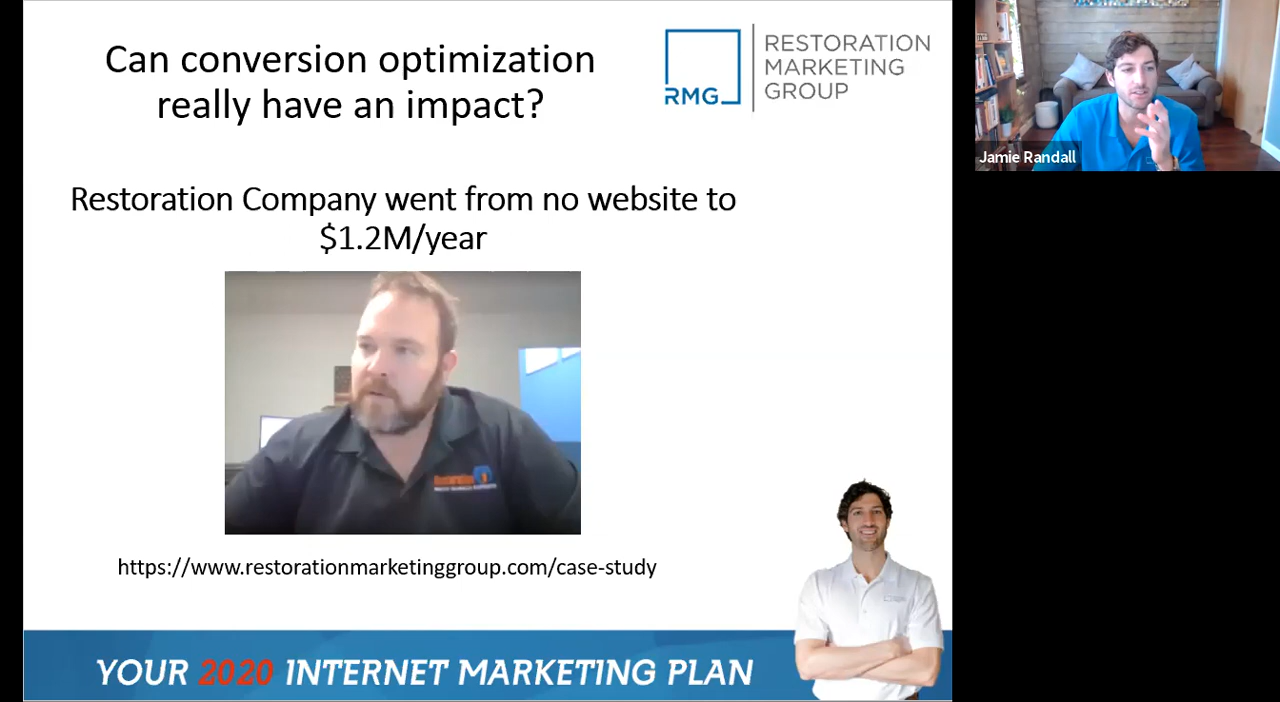 Can conversion optimization
really have an impact?
RMG
RESTORATION
MARKETING
GROUP
Jamie Randall
Restoration Company went from no website to
$1.2M/year
Restoration
https://www.restorationmarketinggroup.com/case-study
YOUR 2020 INTERNET MARKETING PLAN